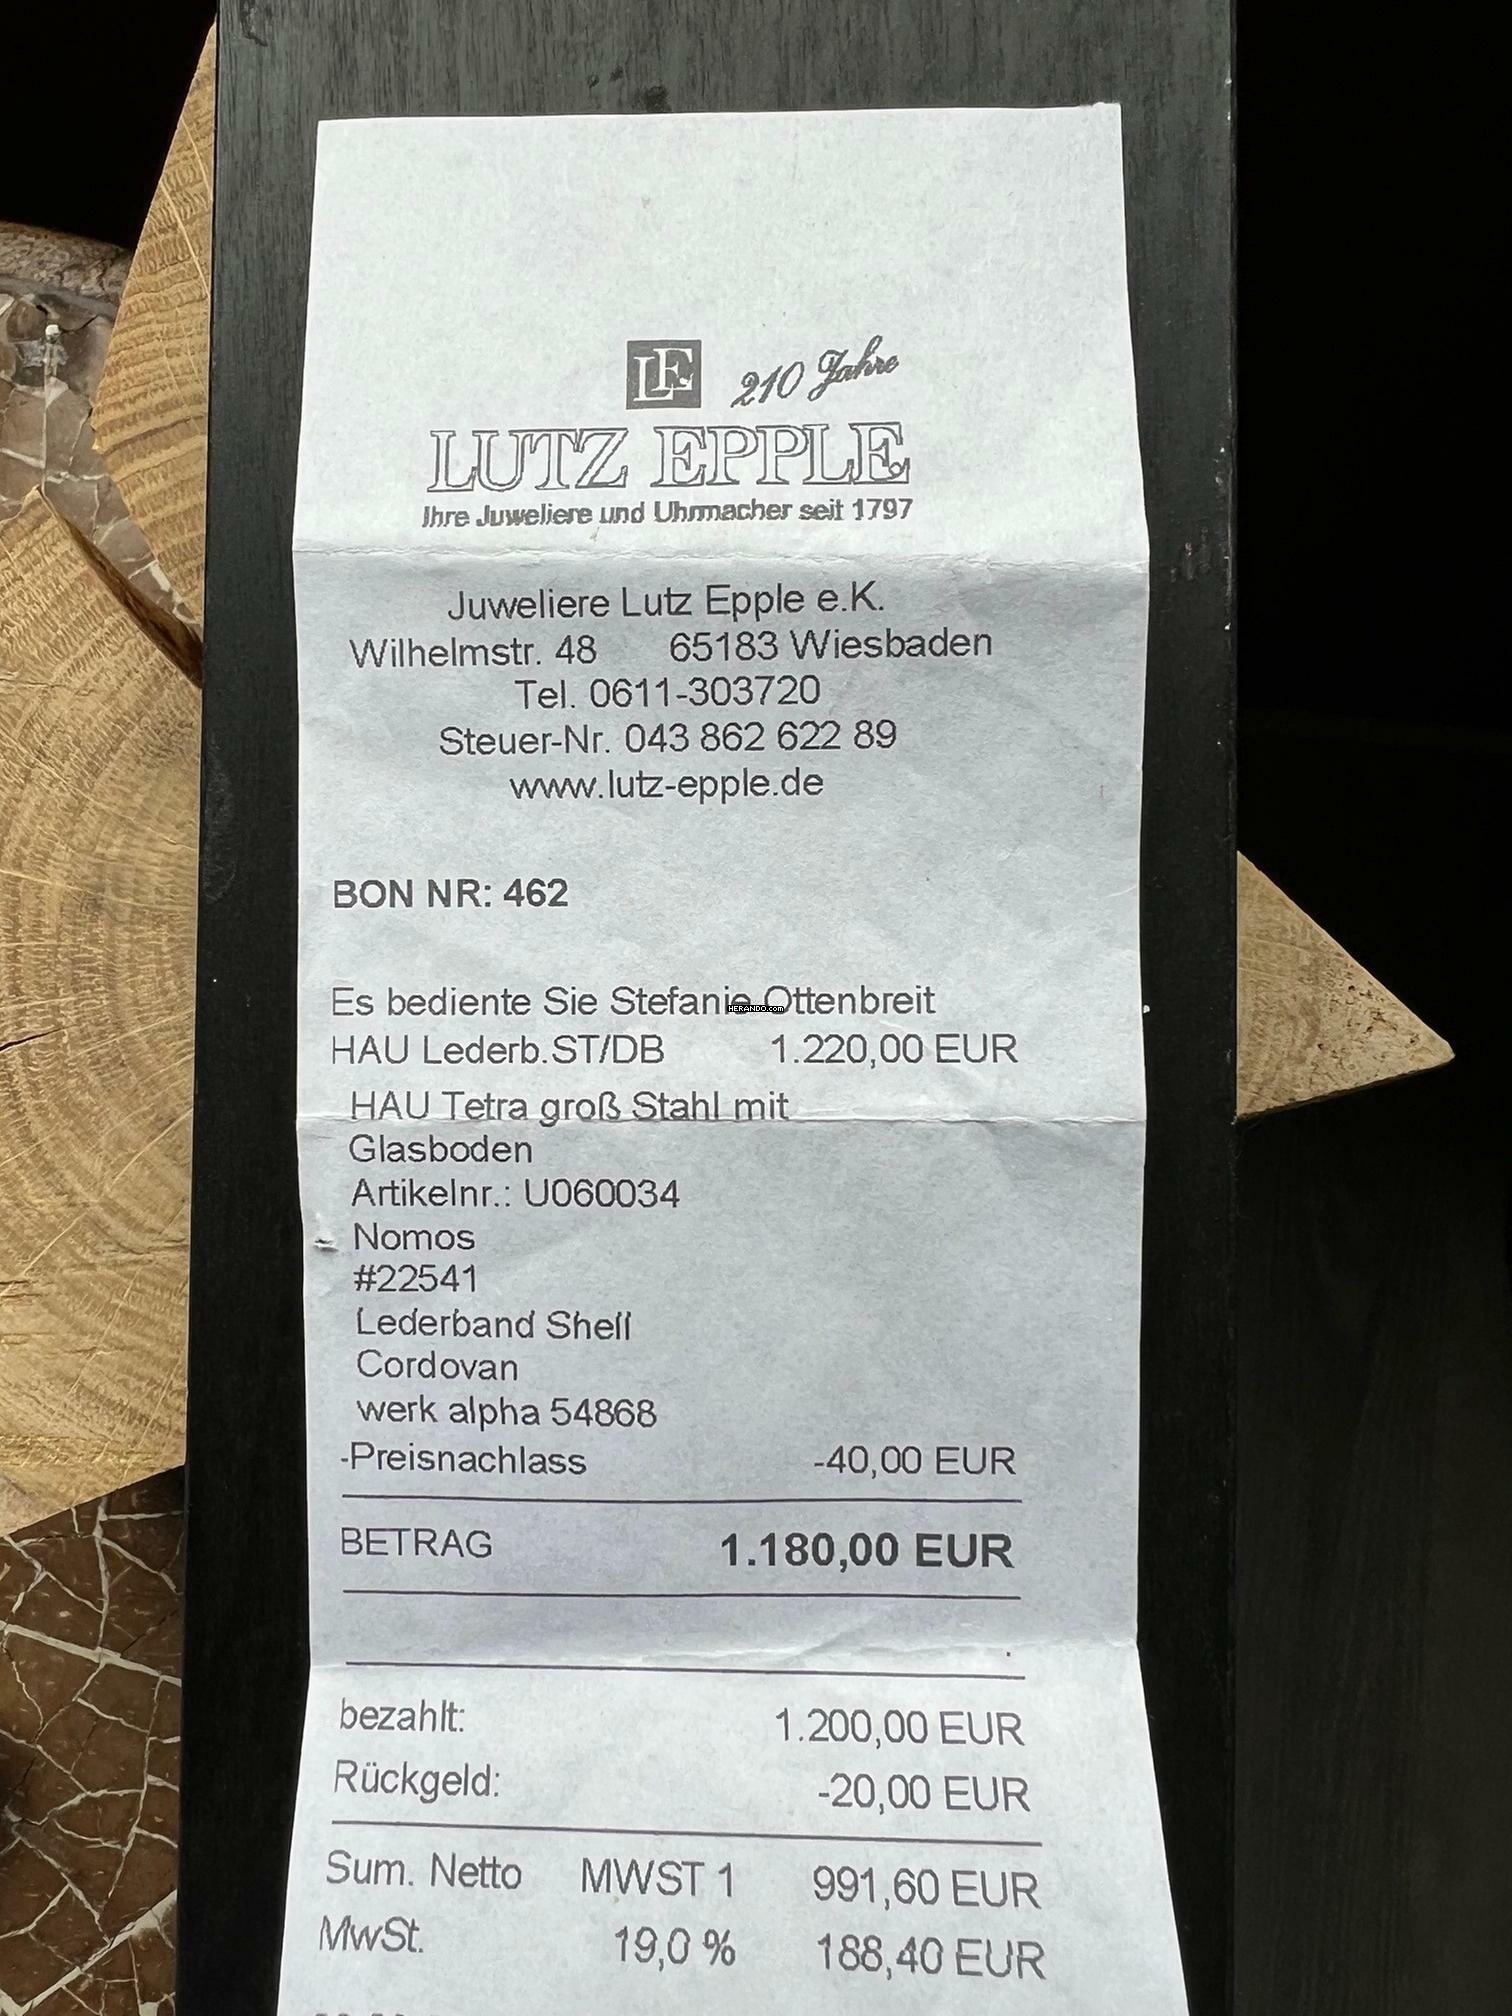 LE 210 Jahre
LUTZ EPPLE
Ihre Juweliere und Uhrmacher seit 1797
Juweliere Lutz Epple e.K.
Wilhelmstr. 48 65183 Wiesbaden
Tel. 0611-303720
Steuer-Nr. 043 862 622 89
www.lutz-epple.de
BON NR: 462
Es bediente Sie Stefanie Ottenbreit
HERANDO.com
HAU Lederb.ST/DB 1.220,00 EUR
HAU Tetra groß Stahl mit
Glasboden
Artikelnr.: U060034
Nomos
#22541
Lederband Shell
Cordovan
werk alpha 54868
-Preisnachlass -40,00 EUR
BETRAG 1.180,00 EUR
bezahlt: 1.200,00 EUR
Rückgeld: -20,00 EUR
Sum. Netto MWST 1 991,60 EUR
MwSt. 19,0 % 188,40 EUR